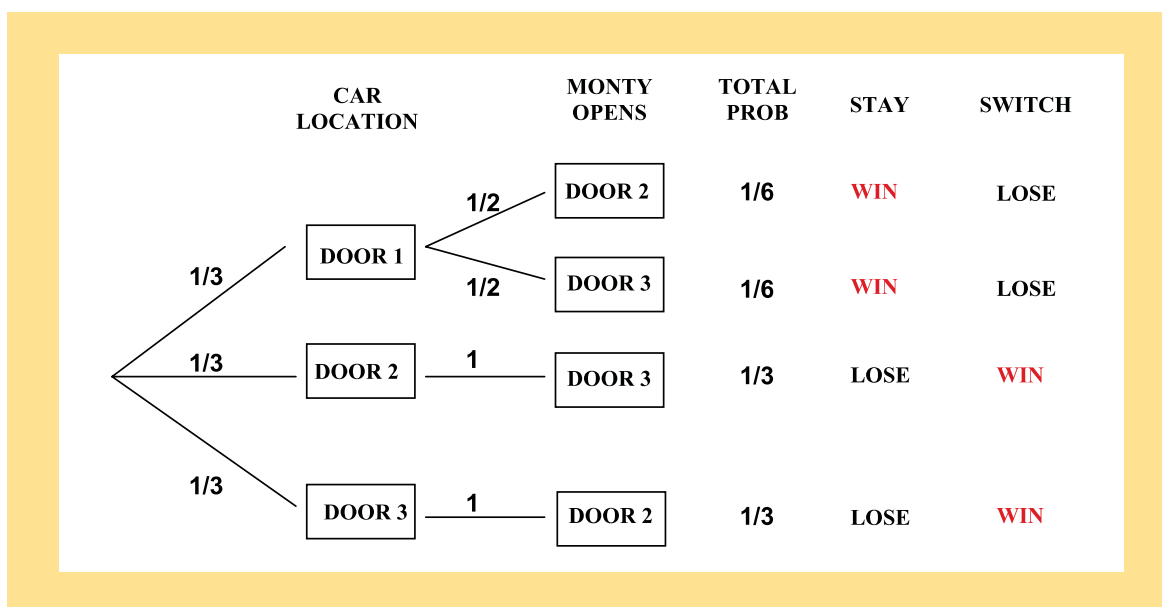 CAR
LOCATION
MONTY
OPENS
TOTAL
PROB
STAY
SWITCH
1/3
DOOR 1
1/2
DOOR 2
1/6
WIN
LOSE
1/2
DOOR 3
1/6
WIN
LOSE
1/3
DOOR 2
1
DOOR 3
1/3
LOSE
WIN
1/3
DOOR 3
1
DOOR 2
1/3
LOSE
WIN